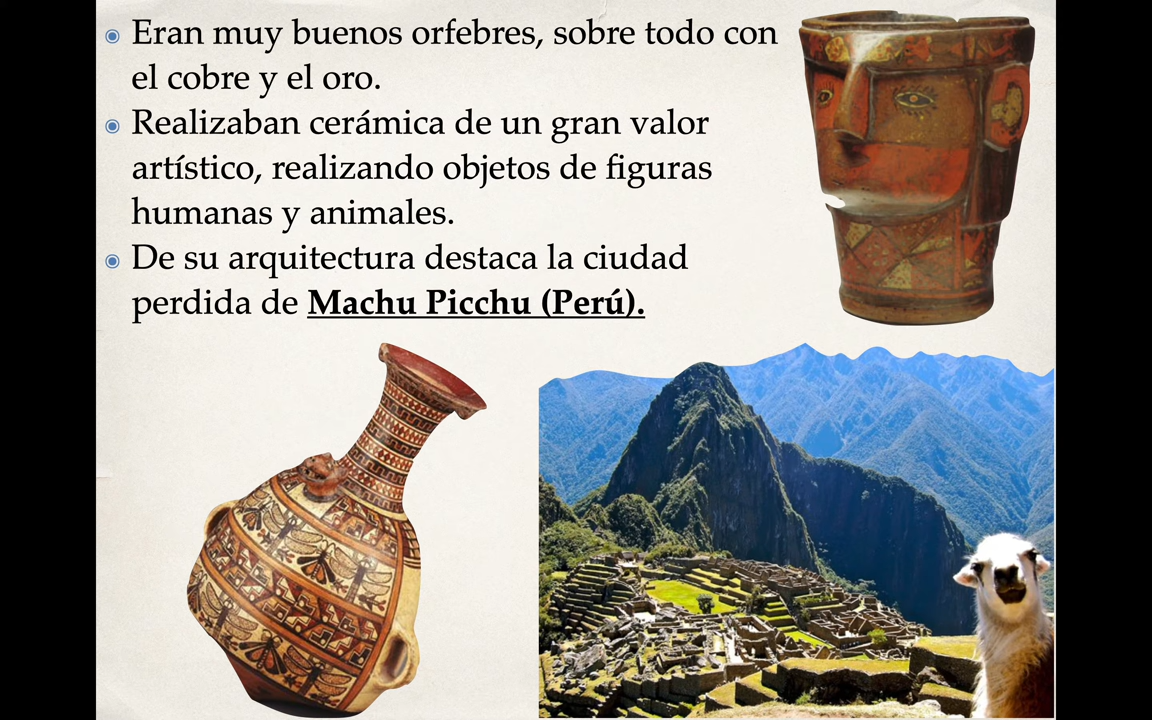 Eran muy buenos orfebres, sobre todo con
el cobre y el oro.
Realizaban cerámica de un gran valor
artístico, realizando objetos de figuras
humanas y animales.
De su arquitectura destaca la ciudad
perdida de Machu Picchu (Perú).